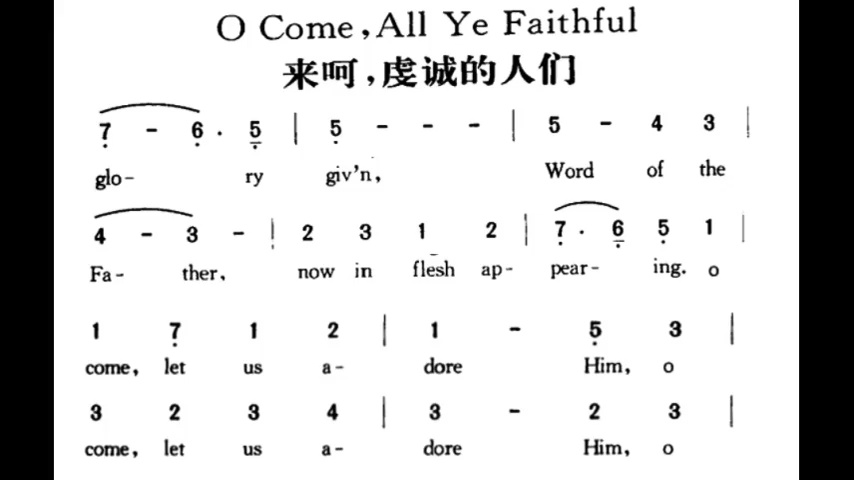 O Come, All Ye Faithful
来呵，虔诚的人们
7̣ - 6̣ . 5̣ | 5̣ - - - | 5 - 4 3 |
glo- ry giv'n, Word of the
4 - 3 - | 2 3 1 2 | 7̣ . 6̣ 5̣ 1 |
Fa- ther, now in flesh ap- pear- ing. o
1 7̣ 1 2 | 1 - 5̣ 3 |
come, let us a- dore Him, o
3 2 3 4 | 3 - 2 3 |
come, let us a- dore Him, o